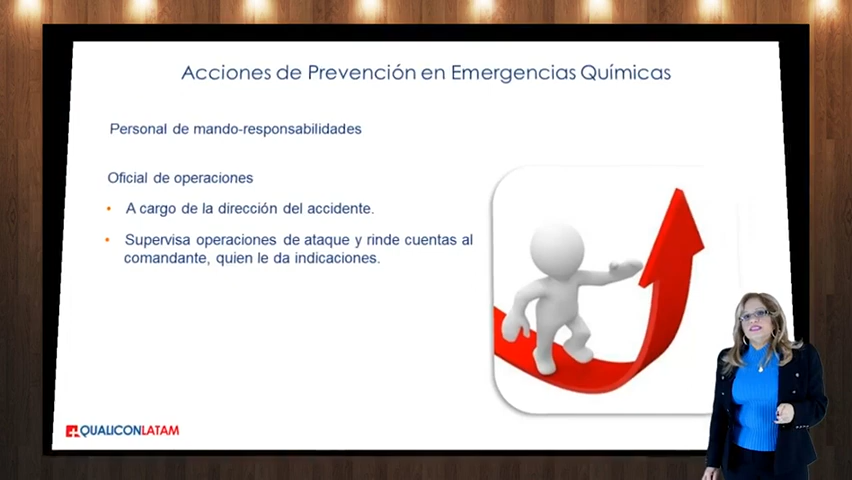 Acciones de Prevención en Emergencias Químicas
Personal de mando-responsabilidades
Oficial de operaciones
• A cargo de la dirección del accidente.
• Supervisa operaciones de ataque y rinde cuentas al
comandante, quien le da indicaciones.
QUALICONLATAM